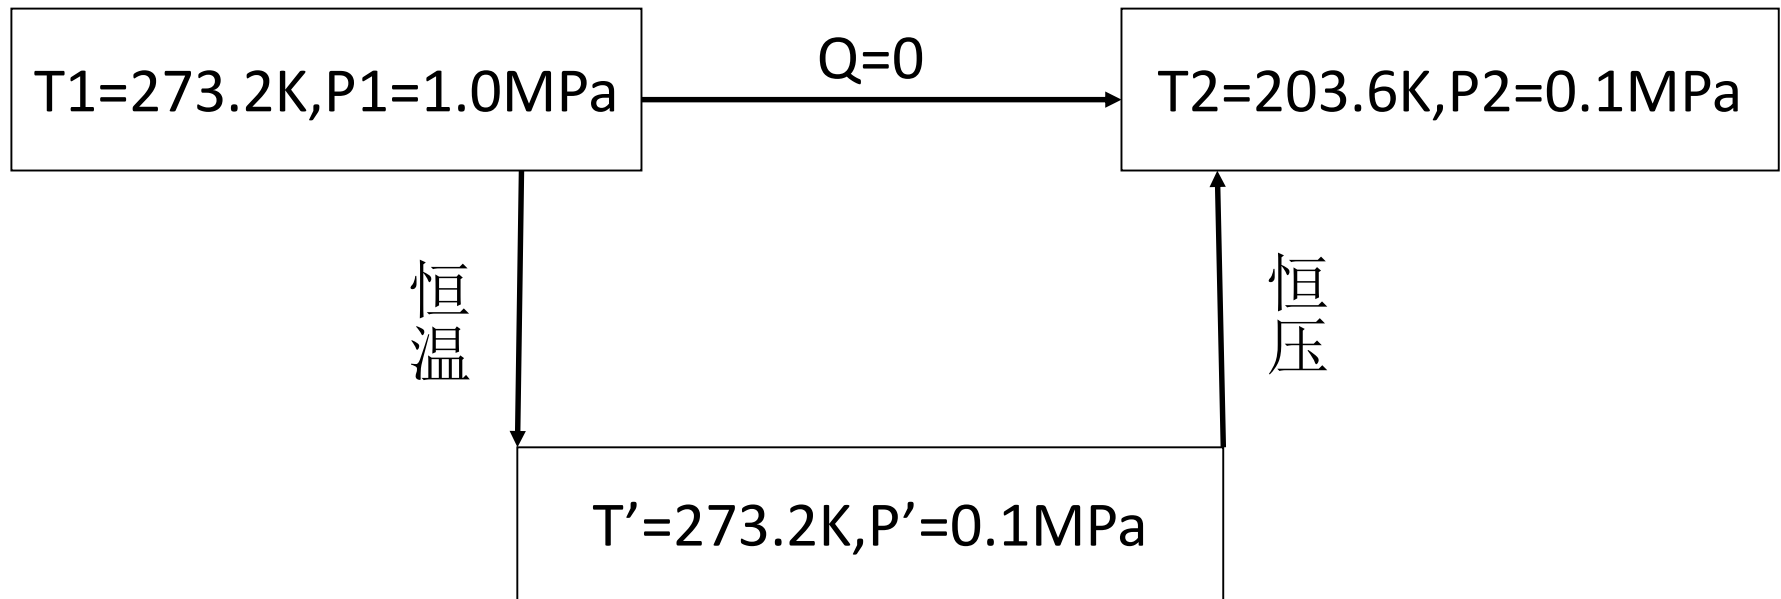 T1=273.2K,P1=1.0MPa
Q=0
T2=203.6K,P2=0.1MPa
恒温
恒压
T’=273.2K,P’=0.1MPa